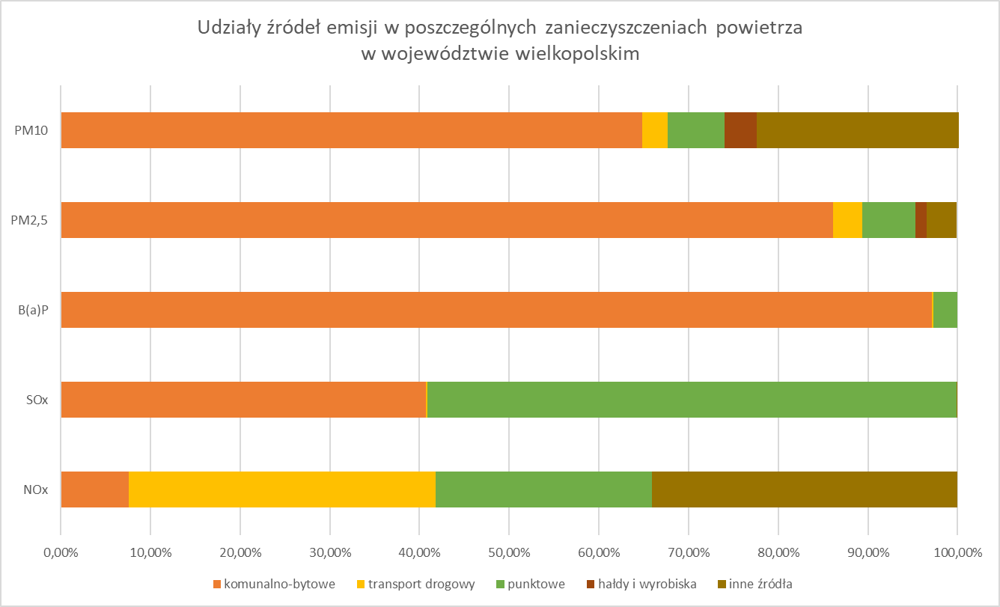 Udziały źródeł emisji w poszczególnych zanieczyszczeniach powietrza
w województwie wielkopolskim
PM10
PM2,5
B(a)P
SOx
NOx
0,00% 10,00% 20,00% 30,00% 40,00% 50,00% 60,00% 70,00% 80,00% 90,00% 100,00%
komunalno-bytowe transport drogowy punktowe hałdy i wyrobiska inne źródła